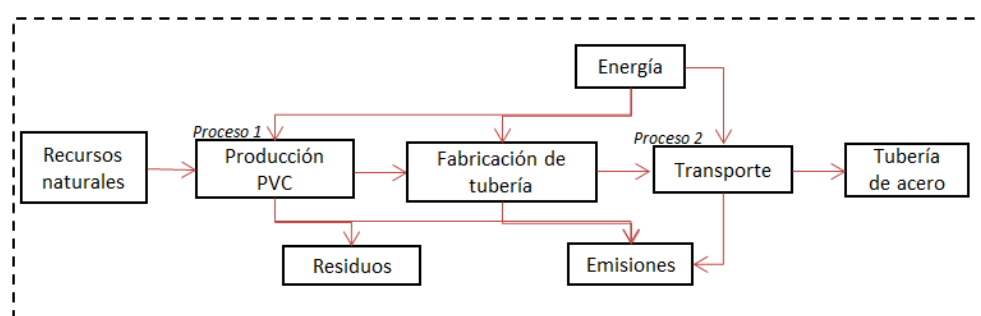 Energía
Proceso 1
Proceso 2
Recursos
naturales
Producción
PVC
Fabricación de
tubería
Transporte
Tubería
de acero
Residuos
Emisiones